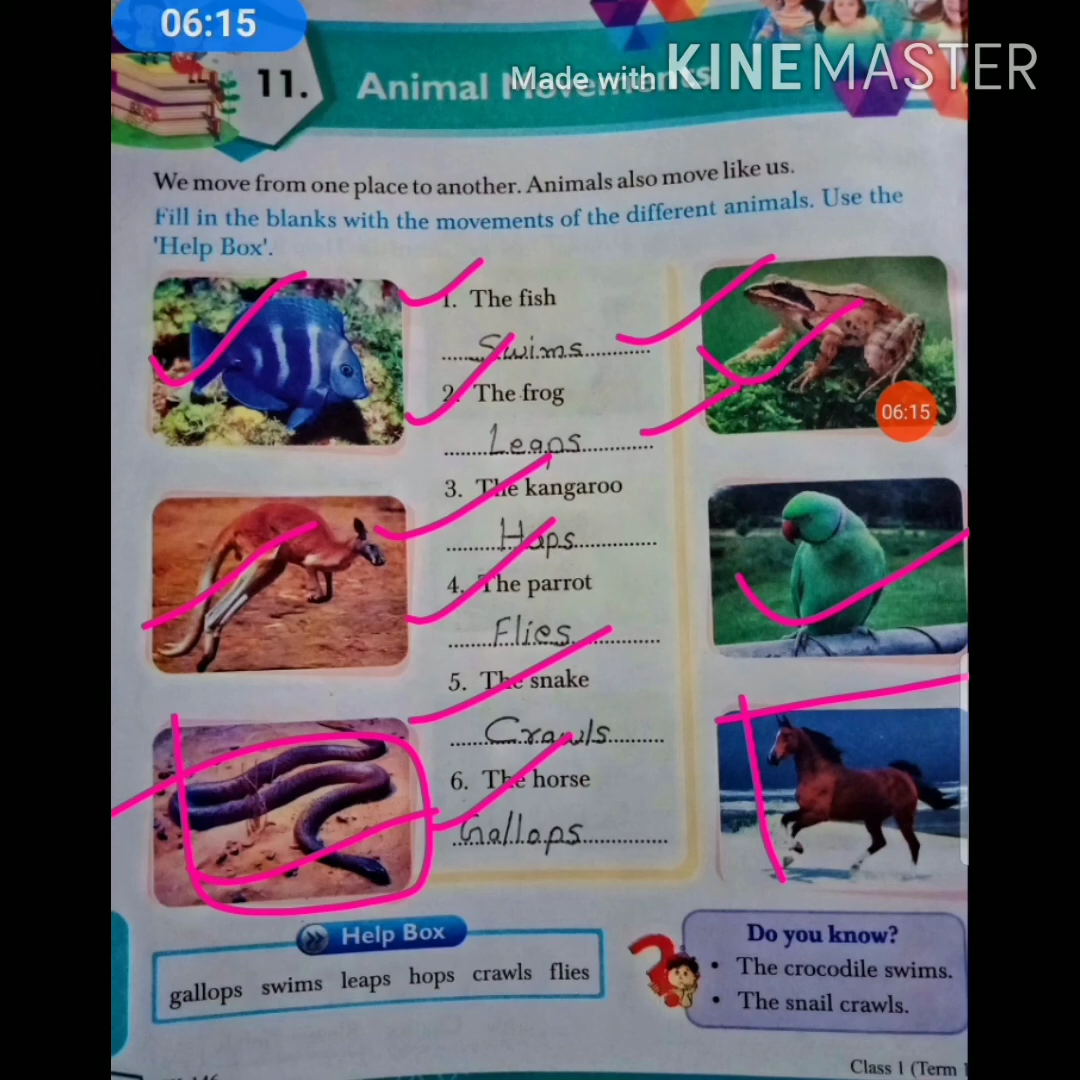 06:15
Made with KINEMASTER
11. Animal Movements
We move from one place to another. Animals also move like us.
Fill in the blanks with the movements of the different animals. Use the
'Help Box'.
1. The fish
Swims
2. The frog
Leaps
06:15
3. The kangaroo
Hops
4. The parrot
Flies
5. The snake
Crawls
6. The horse
Gallops
Help Box
gallops swims leaps hops crawls flies
Do you know?
• The crocodile swims.
• The snail crawls.
Class 1 (Term